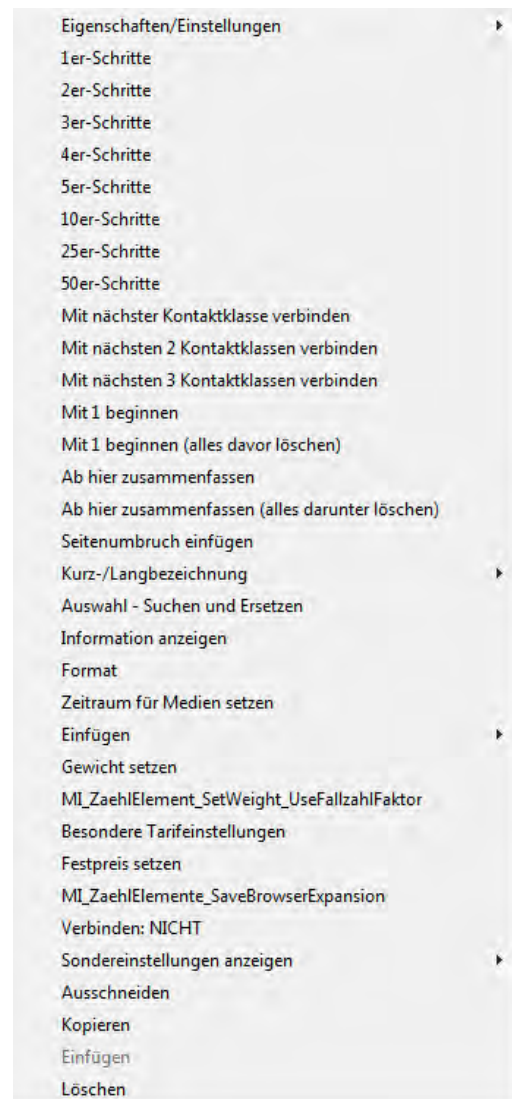 Eigenschaften/Einstellungen
1er-Schritte
2er-Schritte
3er-Schritte
4er-Schritte
5er-Schritte
10er-Schritte
25er-Schritte
50er-Schritte
Mit nächster Kontaktklasse verbinden
Mit nächsten 2 Kontaktklassen verbinden
Mit nächsten 3 Kontaktklassen verbinden
Mit 1 beginnen
Mit 1 beginnen (alles davor löschen)
Ab hier zusammenfassen
Ab hier zusammenfassen (alles darunter löschen)
Seitenumbruch einfügen
Kurz-/Langbezeichnung
Auswahl - Suchen und Ersetzen
Information anzeigen
Format
Zeitraum für Medien setzen
Einfügen
Gewicht setzen
MI_ZaehlElement_SetWeight_UseFallzahlFaktor
Besondere Tarifeinstellungen
Festpreis setzen
MI_ZaehlElemente_SaveBrowserExpansion
Verbinden: NICHT
Sondereinstellungen anzeigen
Ausschneiden
Kopieren
Einfügen
Löschen